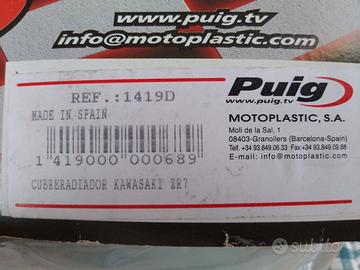 www.puig.tv
info@motoplastic.com
REF.:1419D
MADE IN SPAIN
1 419000 000689
CUBRERADIADOR KAWASAKI ZR7
Puig
www.puig.tv
MOTOPLASTIC, S.A.
Moli de la Sal, 1
08403-Granollers (Barcelona-Spain)
Tel. +34 93.849.06.33 Fax+34 93.849.09.88
E-mail: info@motoplastic.com
subito